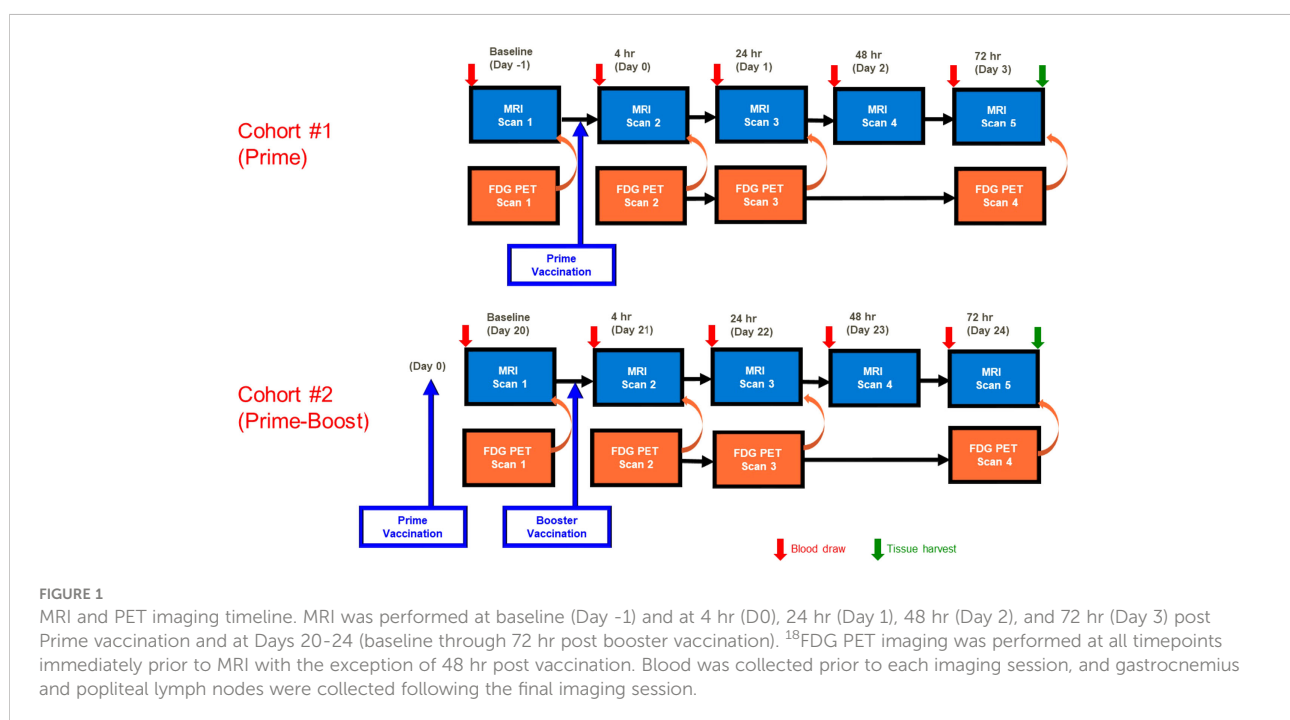 Baseline
(Day -1)
4 hr
(Day 0)
24 hr
(Day 1)
48 hr
(Day 2)
72 hr
(Day 3)
Cohort #1
(Prime)
MRI
Scan 1
MRI
Scan 2
MRI
Scan 3
MRI
Scan 4
MRI
Scan 5
FDG PET
Scan 1
FDG PET
Scan 2
FDG PET
Scan 3
FDG PET
Scan 4
Prime
Vaccination
Baseline
(Day 20)
4 hr
(Day 21)
24 hr
(Day 22)
48 hr
(Day 23)
72 hr
(Day 24)
Cohort #2
(Prime-Boost)
(Day 0)
MRI
Scan 1
MRI
Scan 2
MRI
Scan 3
MRI
Scan 4
MRI
Scan 5
FDG PET
Scan 1
FDG PET
Scan 2
FDG PET
Scan 3
FDG PET
Scan 4
Prime
Vaccination
Booster
Vaccination
Blood draw
Tissue harvest
FIGURE 1
MRI and PET imaging timeline. MRI was performed at baseline (Day -1) and at 4 hr (D0), 24 hr (Day 1), 48 hr (Day 2), and 72 hr (Day 3) post
Prime vaccination and at Days 20-24 (baseline through 72 hr post booster vaccination). ¹⁸FDG PET imaging was performed at all timepoints
immediately prior to MRI with the exception of 48 hr post vaccination. Blood was collected prior to each imaging session, and gastrocnemius
and popliteal lymph nodes were collected following the final imaging session.